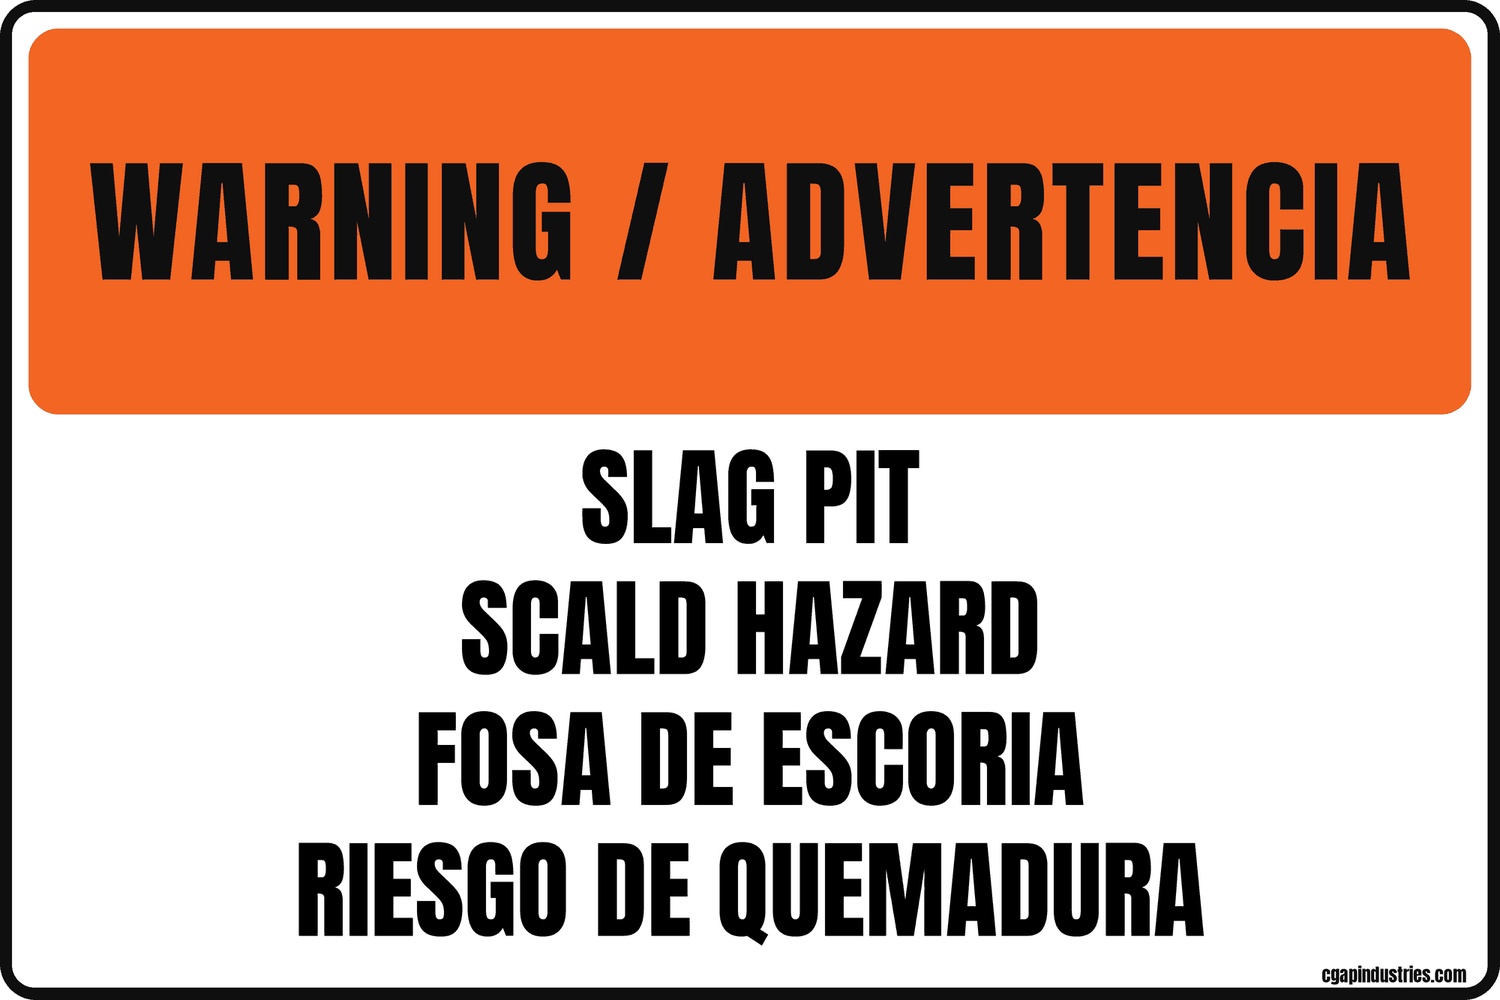 WARNING / ADVERTENCIA
SLAG PIT
SCALD HAZARD
FOSA DE ESCORIA
RIESGO DE QUEMADURA
cgapindustries.com